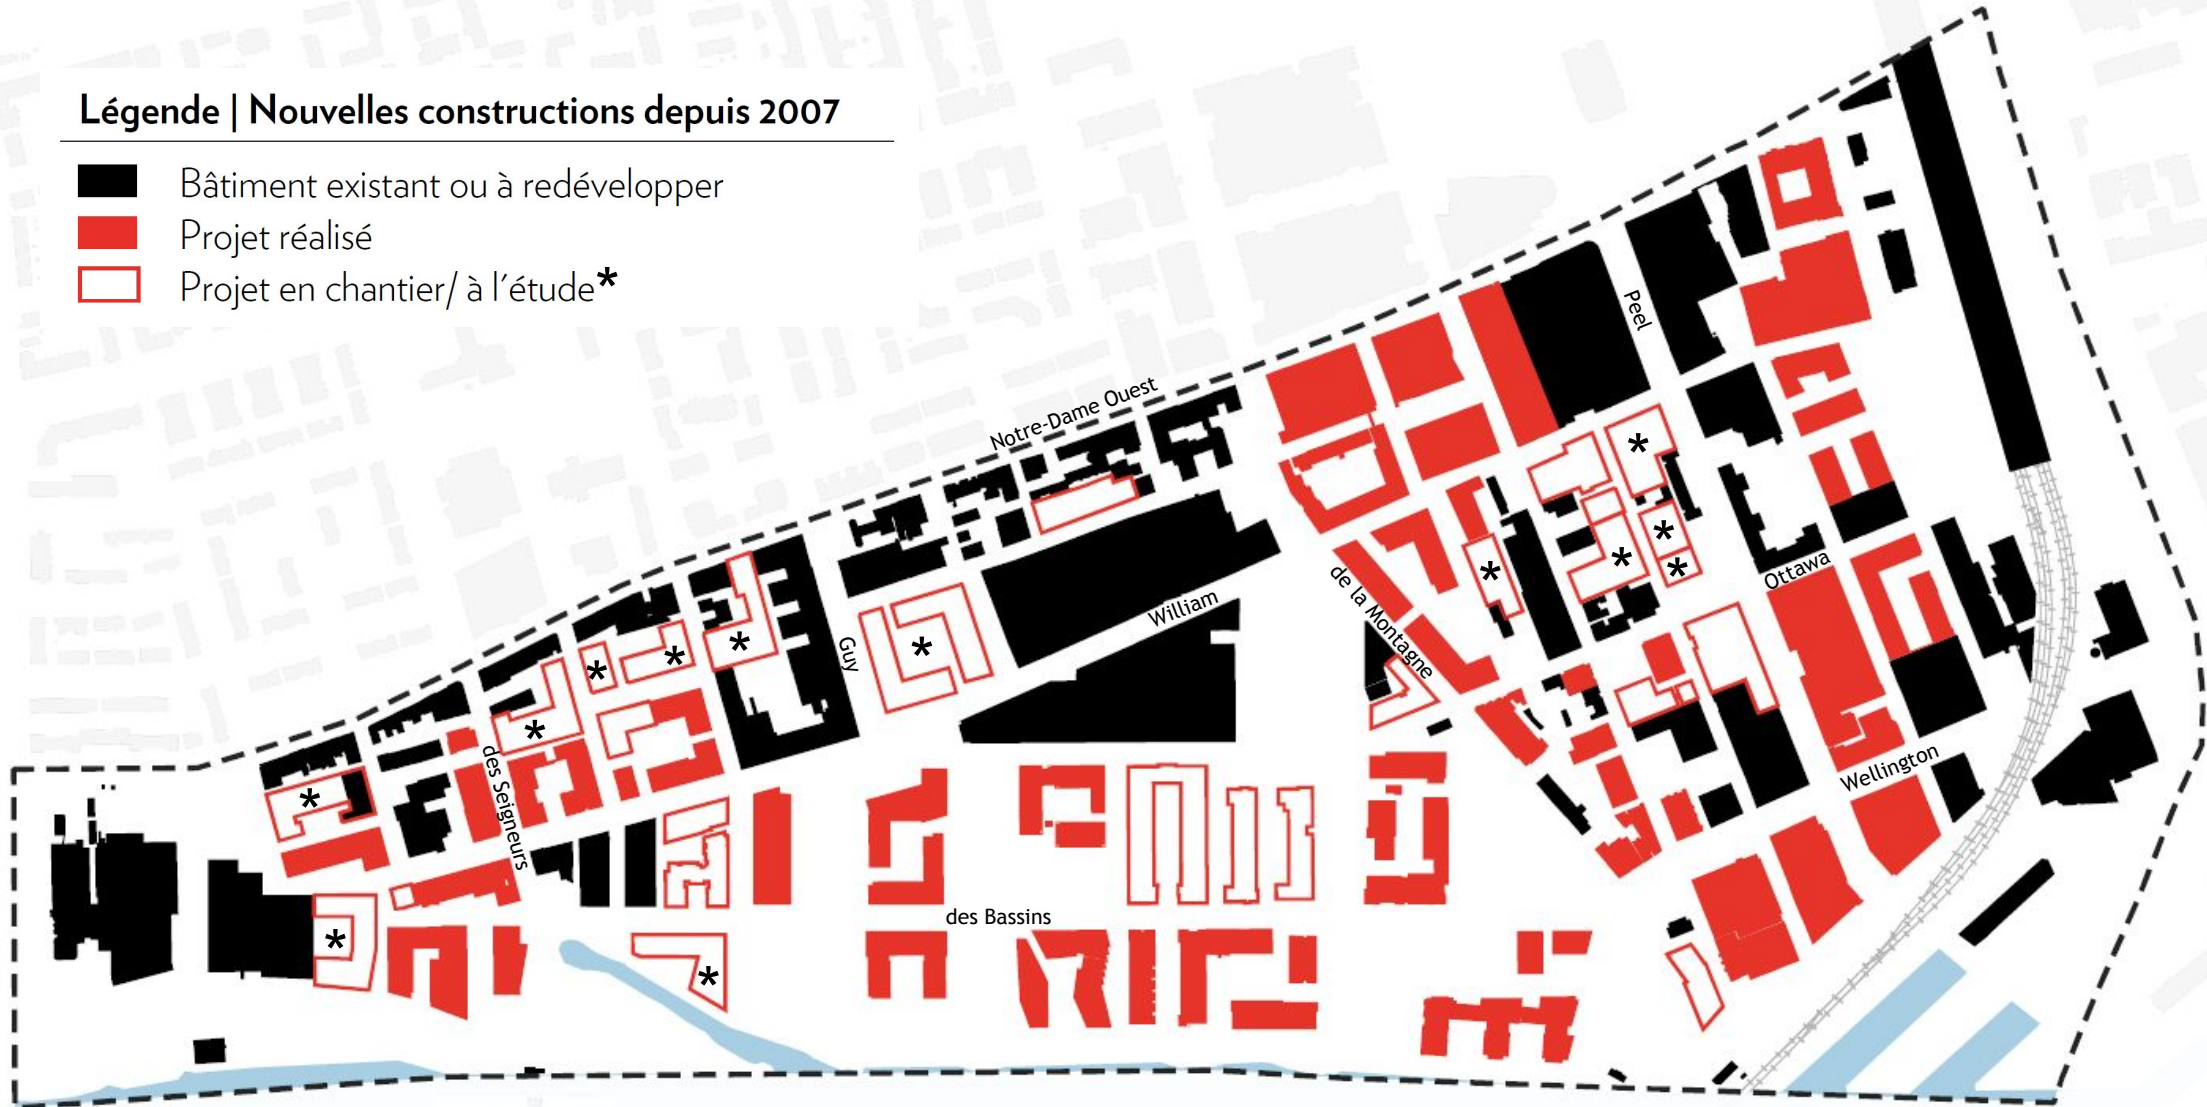 Légende | Nouvelles constructions depuis 2007
Bâtiment existant ou à redévelopper
Projet réalisé
Projet en chantier/ à l'étude*
Peel
Notre-Dame Ouest
*
*
*
*
*
*
Ottawa
de la Montagne
William
Guy
*
*
*
*
*
des Seigneurs
Wellington
*
des Bassins
*
*